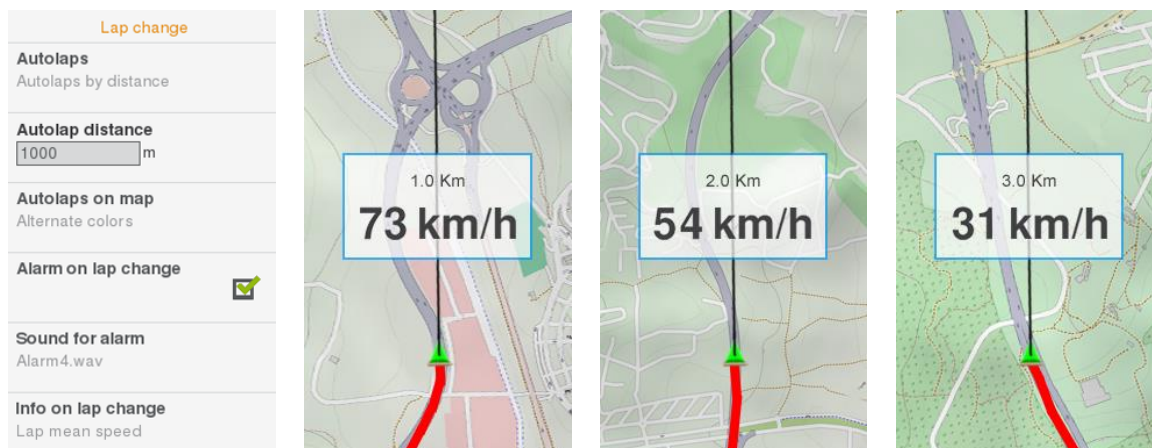 Lap change
Autolaps
Autolaps by distance
Autolap distance
1000 m
Autolaps on map
Alternate colors
Alarm on lap change
Sound for alarm
Alarm4.wav
Info on lap change
Lap mean speed
1.0 Km
73 km/h
2.0 Km
54 km/h
3.0 Km
31 km/h